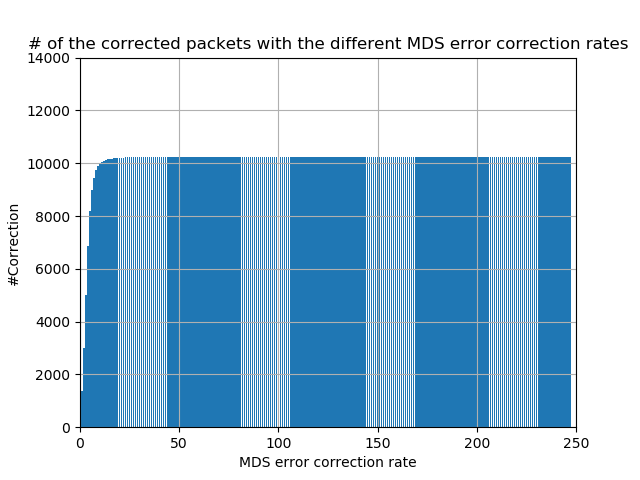 # of the corrected packets with the different MDS error correction rates
14000
12000
10000
8000
6000
4000
2000
0
#Correction
0 50 100 150 200 250
MDS error correction rate